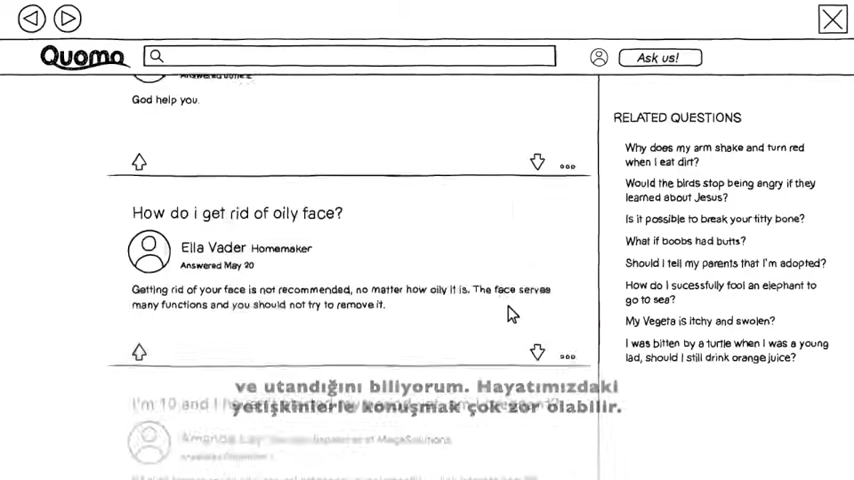 Quomo
Ask us!
God help you.
How do i get rid of oily face?
Ella Vader Homemaker
Answered May 20
Getting rid of your face is not recommended, no matter how oily it is. The face serves
many functions and you should not try to remove it.
ve utandığını biliyorum. Hayatımızdaki
yetişkinlerle konuşmak çok zor olabilir.
I'm 10 and I
RELATED QUESTIONS
Why does my arm shake and turn red
when I eat dirt?
Would the birds stop being angry if they
learned about Jesus?
Is it possible to break your titty bone?
What if boobs had butts?
Should I tell my parents that I'm adopted?
How do I sucessfully fool an elephant to
go to sea?
My Vegeta is itchy and swolen?
I was bitten by a turtle when I was a young
lad, should I still drink orange juice?